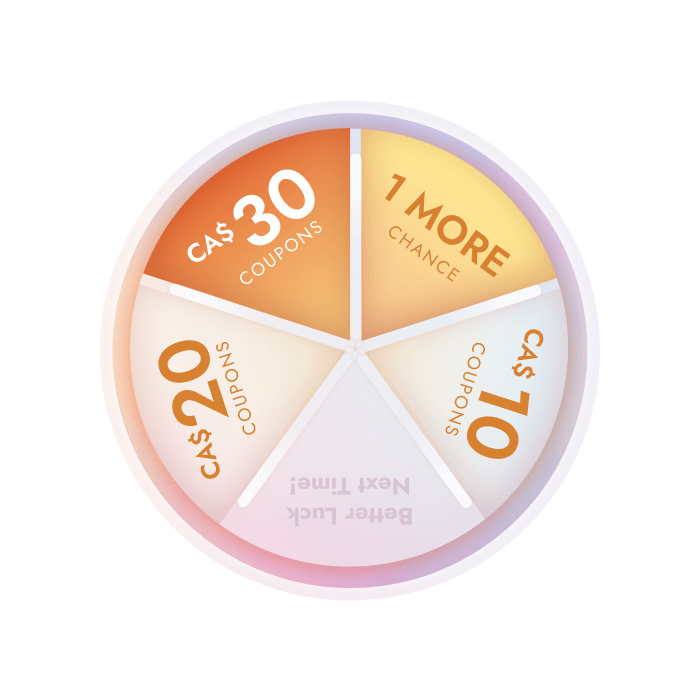 CA$ 30
COUPONS
1 MORE
CHANCE
CA$ 10
COUPONS
Better Luck
Next Time!
CA$ 20
COUPONS